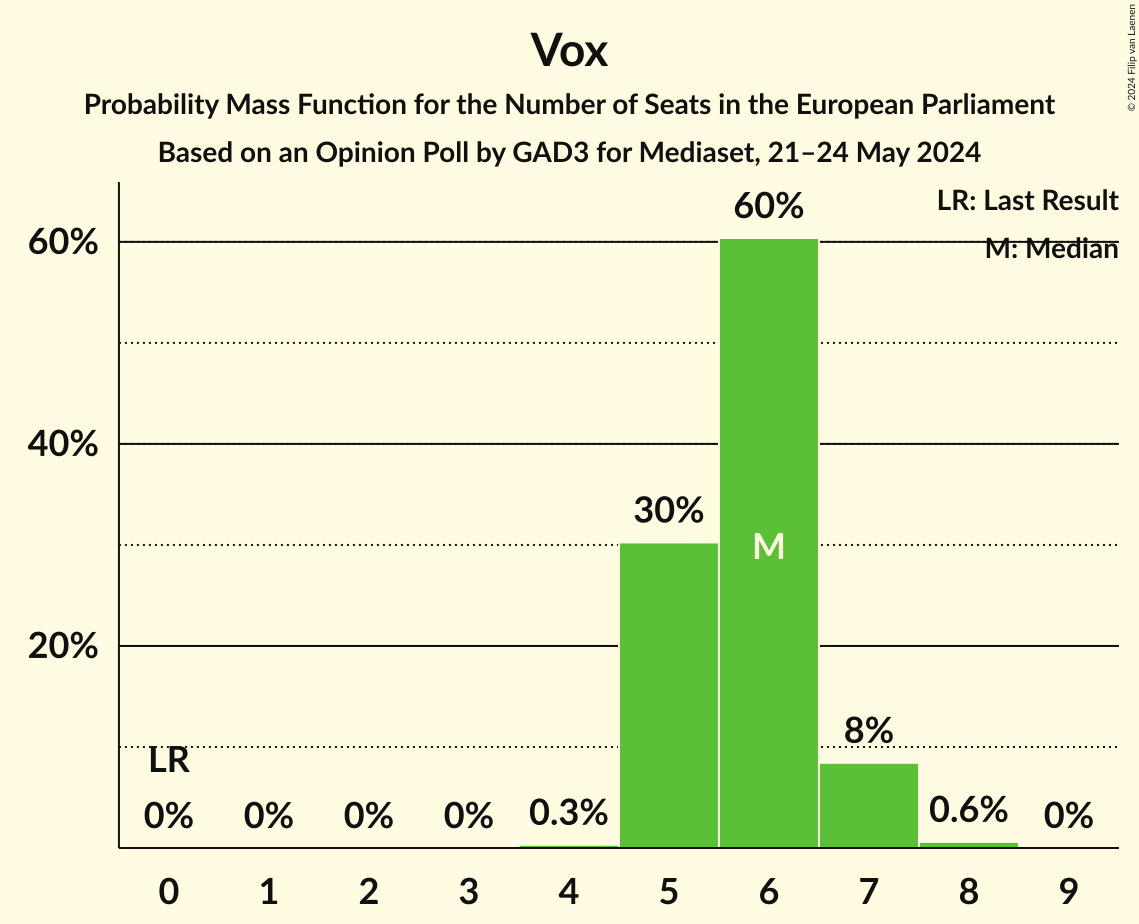 Vox
Probability Mass Function for the Number of Seats in the European Parliament
Based on an Opinion Poll by GAD3 for Mediaset, 21–24 May 2024
© 2024 Filip van Laenen
LR: Last Result
M: Median
60%
40%
20%
LR
0%
0%
0%
0%
0.3%
30%
60%
M
8%
0.6%
0%
0 1 2 3 4 5 6 7 8 9